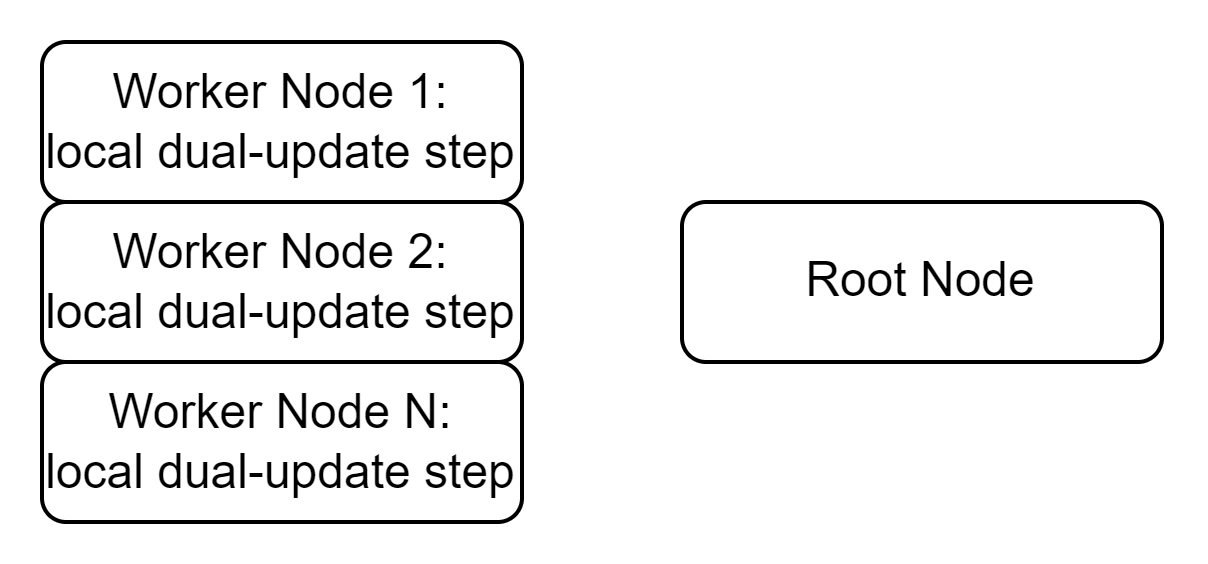 Worker Node 1:
local dual-update step
Worker Node 2:
local dual-update step
Worker Node N:
local dual-update step
Root Node